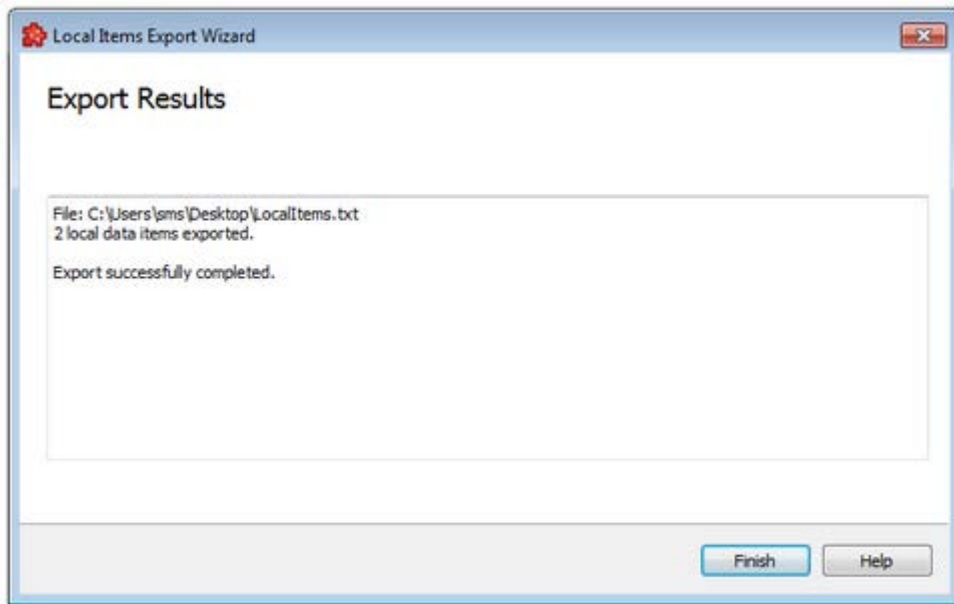 Local Items Export Wizard
Export Results
File: C:\Users\sms\Desktop\LocalItems.txt
2 local data items exported.
Export successfully completed.
Finish
Help